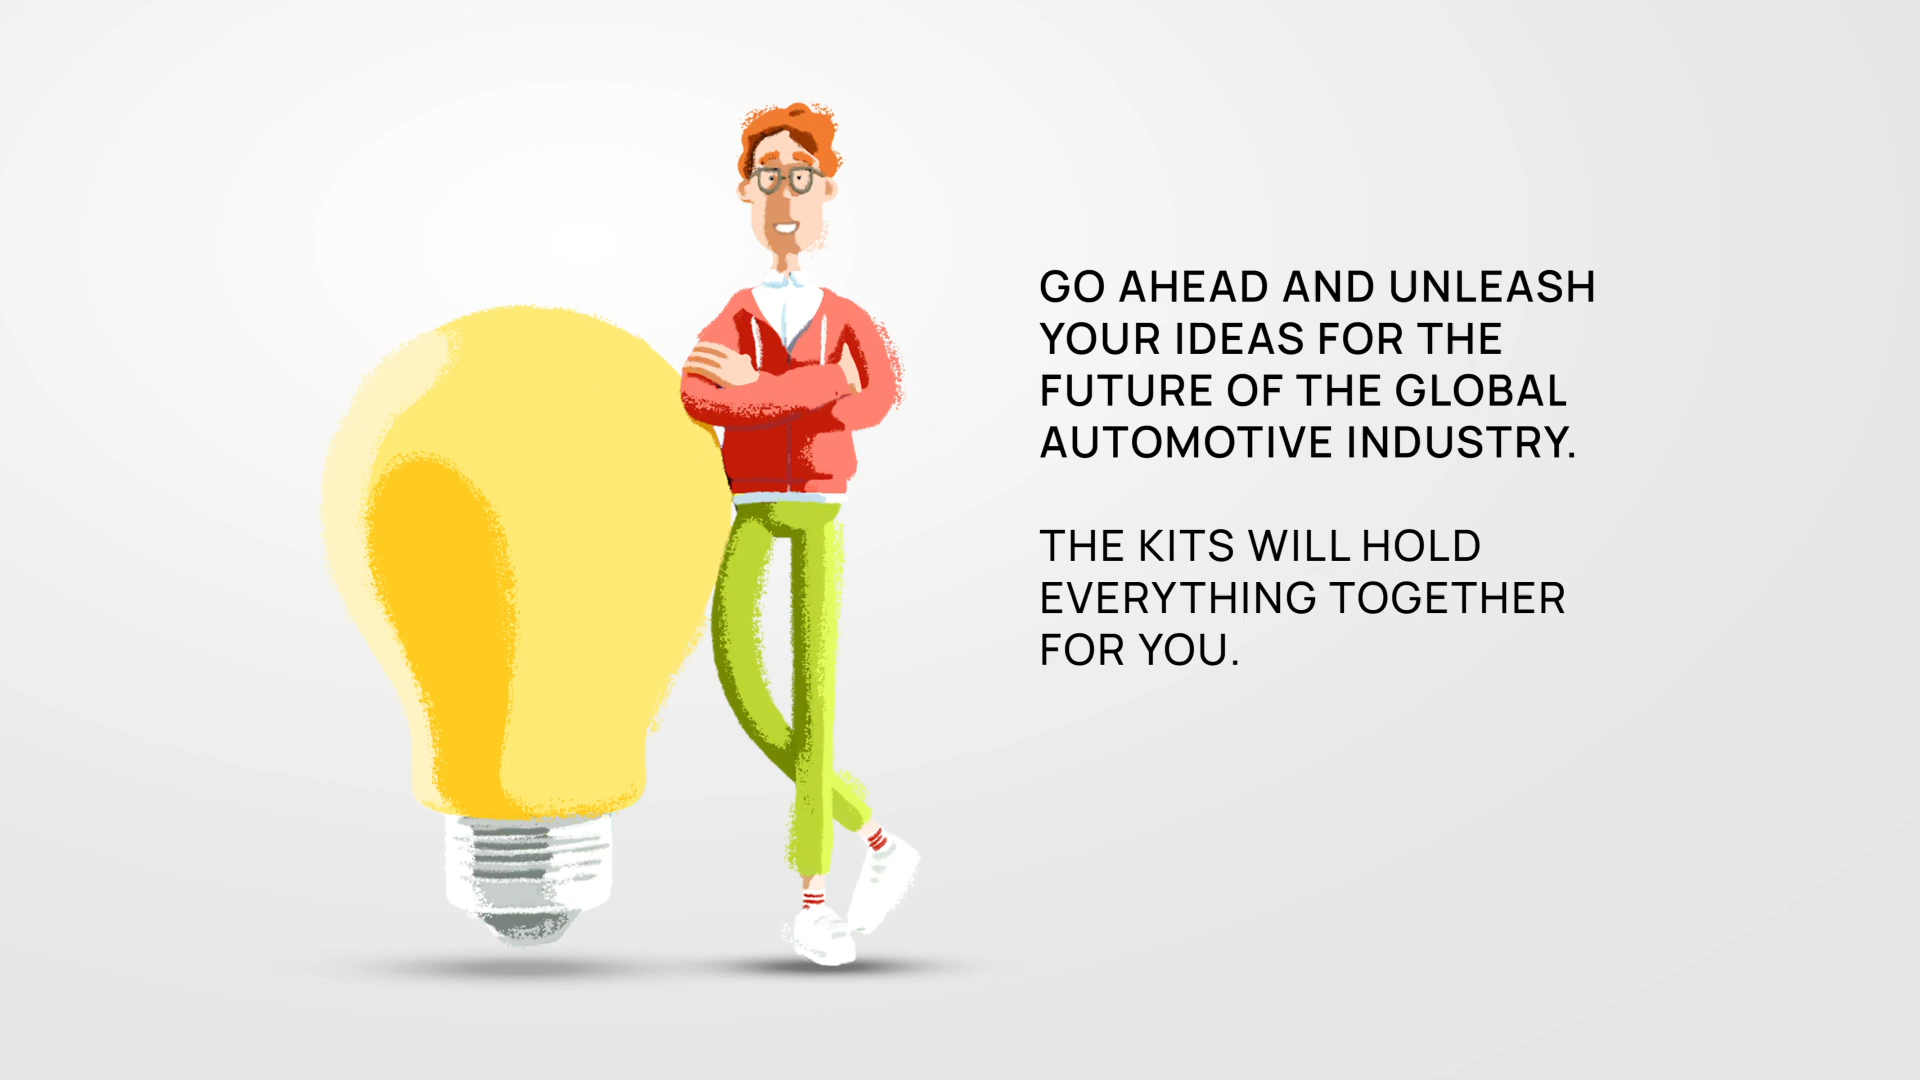 GO AHEAD AND UNLEASH
YOUR IDEAS FOR THE
FUTURE OF THE GLOBAL
AUTOMOTIVE INDUSTRY.
THE KITS WILL HOLD
EVERYTHING TOGETHER
FOR YOU.